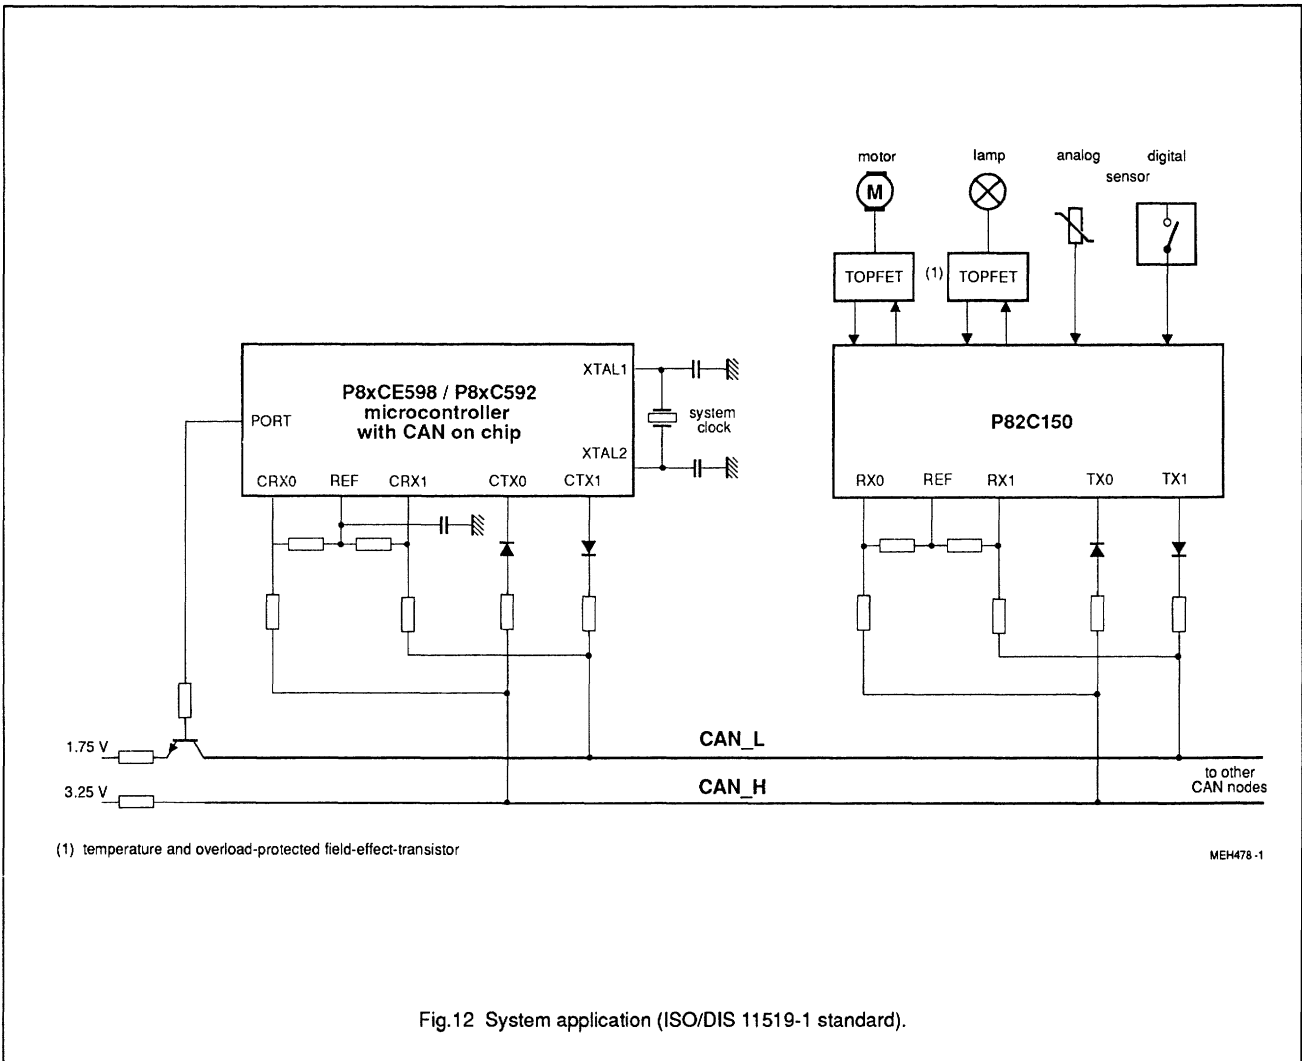 motor
lamp
analog
digital
sensor
M
TOPFET
(1)
TOPFET
XTAL1
P8xCE598 / P8xC592
microcontroller
with CAN on chip
PORT
system
clock
XTAL2
CRX0 REF CRX1 CTX0 CTX1
P82C150
RX0 REF RX1 TX0 TX1
1.75 V
CAN_L
3.25 V
CAN_H
to other
CAN nodes
(1) temperature and overload-protected field-effect-transistor
MEH478-1
Fig.12 System application (ISO/DIS 11519-1 standard).